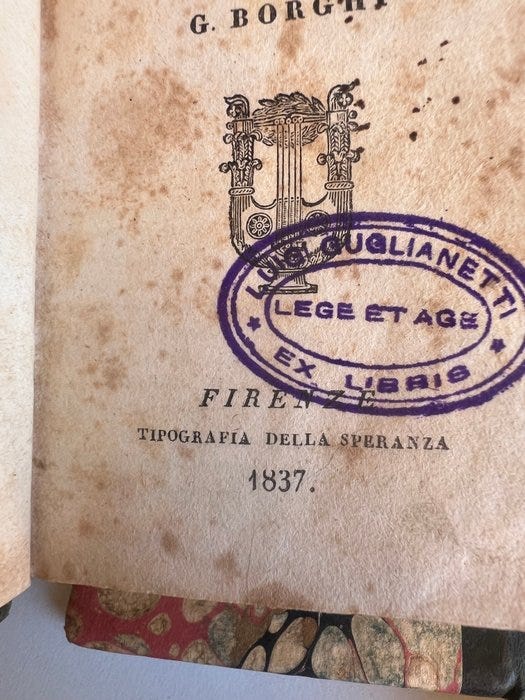 G. BORGHI
LUIGI GUGLIANETTI
LEGE ET AGE
EX LIBRIS
FIRENZE
TIPOGRAFIA DELLA SPERANZA
1837.